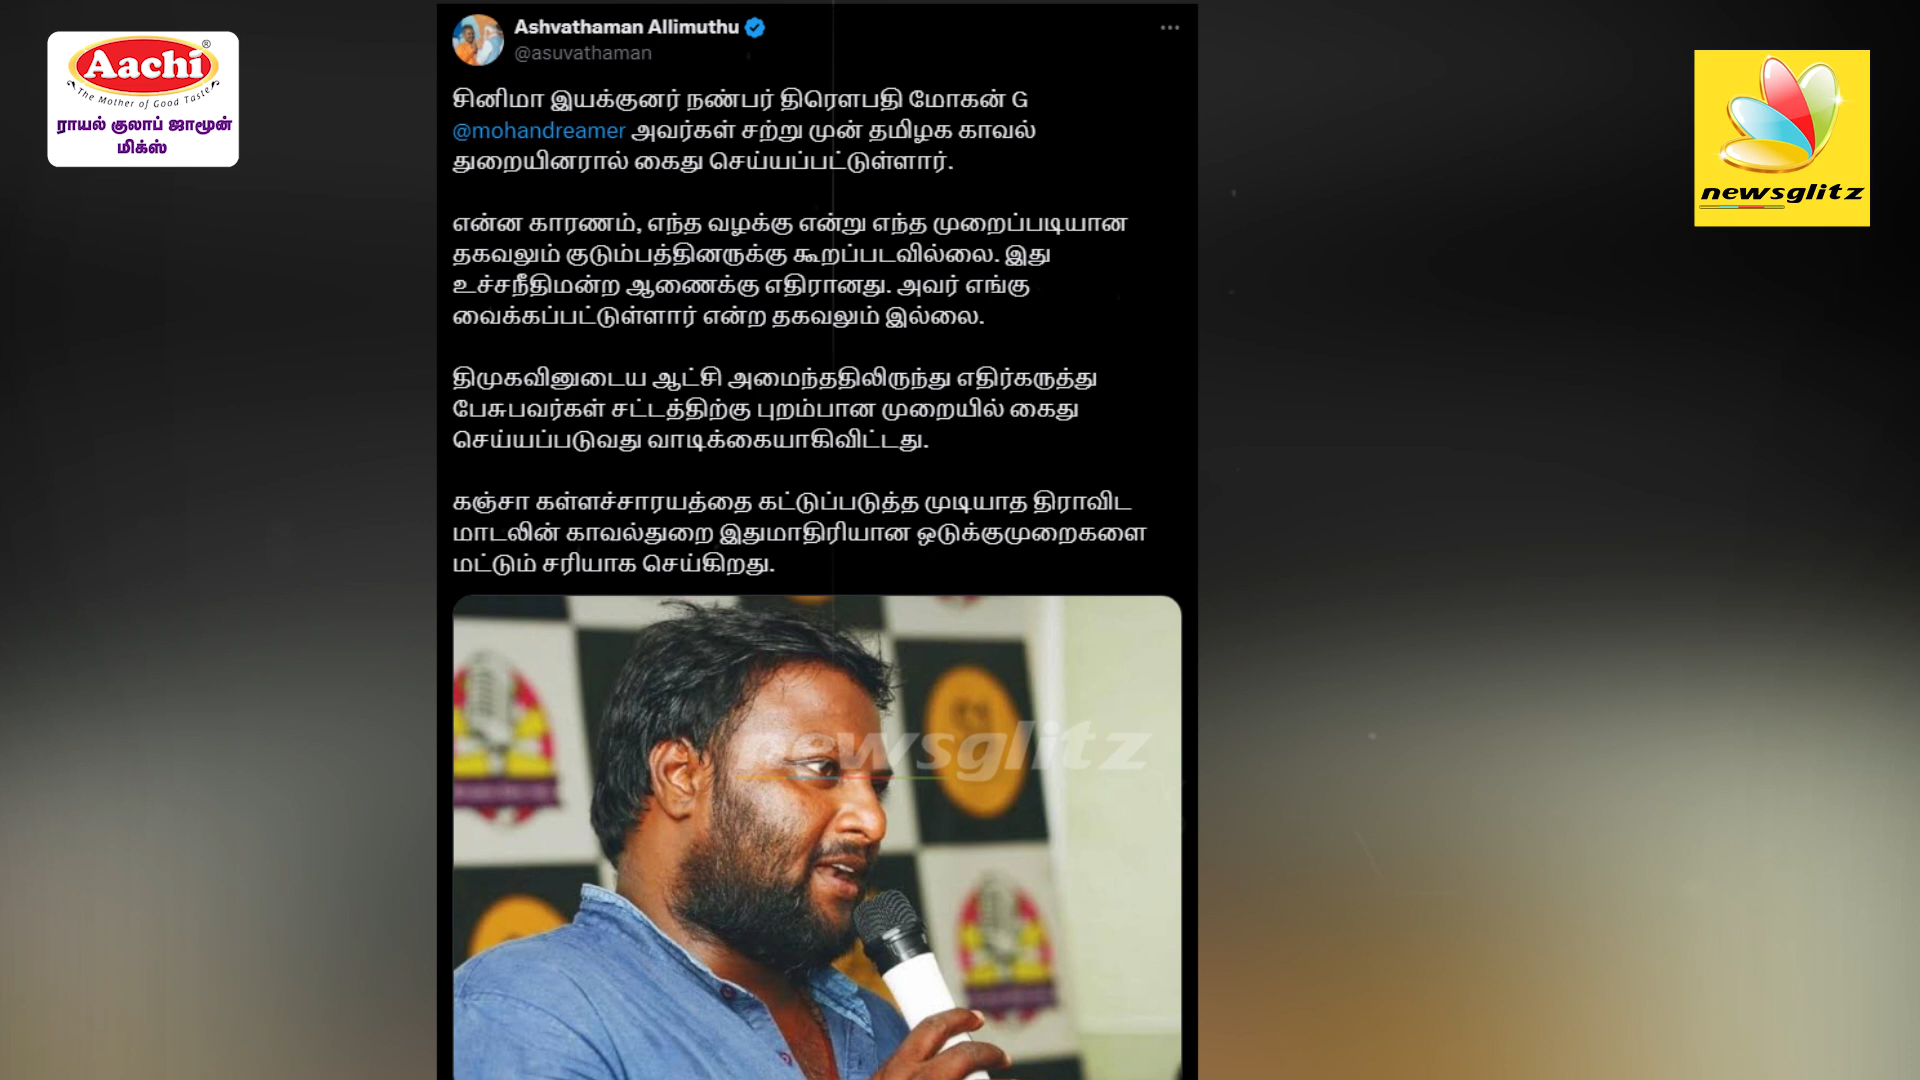 Aachi
®
The Mother of Good Taste
ராயல் குலாப் ஜாமூன்
மிக்ஸ்
Ashvathaman Allimuthu
@asuvathaman
சினிமா இயக்குனர் நண்பர் திரௌபதி மோகன் G
@mohandreamer அவர்கள் சற்று முன் தமிழக காவல்
துறையினரால் கைது செய்யப்பட்டுள்ளார்.
என்ன காரணம், எந்த வழக்கு என்று எந்த முறைப்படியான
தகவலும் குடும்பத்தினருக்கு கூறப்படவில்லை. இது
உச்சநீதிமன்ற ஆணைக்கு எதிரானது. அவர் எங்கு
வைக்கப்பட்டுள்ளார் என்ற தகவலும் இல்லை.
திமுகவினுடைய ஆட்சி அமைந்ததிலிருந்து எதிர்கருத்து
பேசுபவர்கள் சட்டத்திற்கு புறம்பான முறையில் கைது
செய்யப்படுவது வாடிக்கையாகிவிட்டது.
கஞ்சா கள்ளச்சாரயத்தை கட்டுப்படுத்த முடியாத திராவிட
மாடலின் காவல்துறை இதுமாதிரியான ஒடுக்குமுறைகளை
மட்டும் சரியாக செய்கிறது.
newsglitz
newsglitz